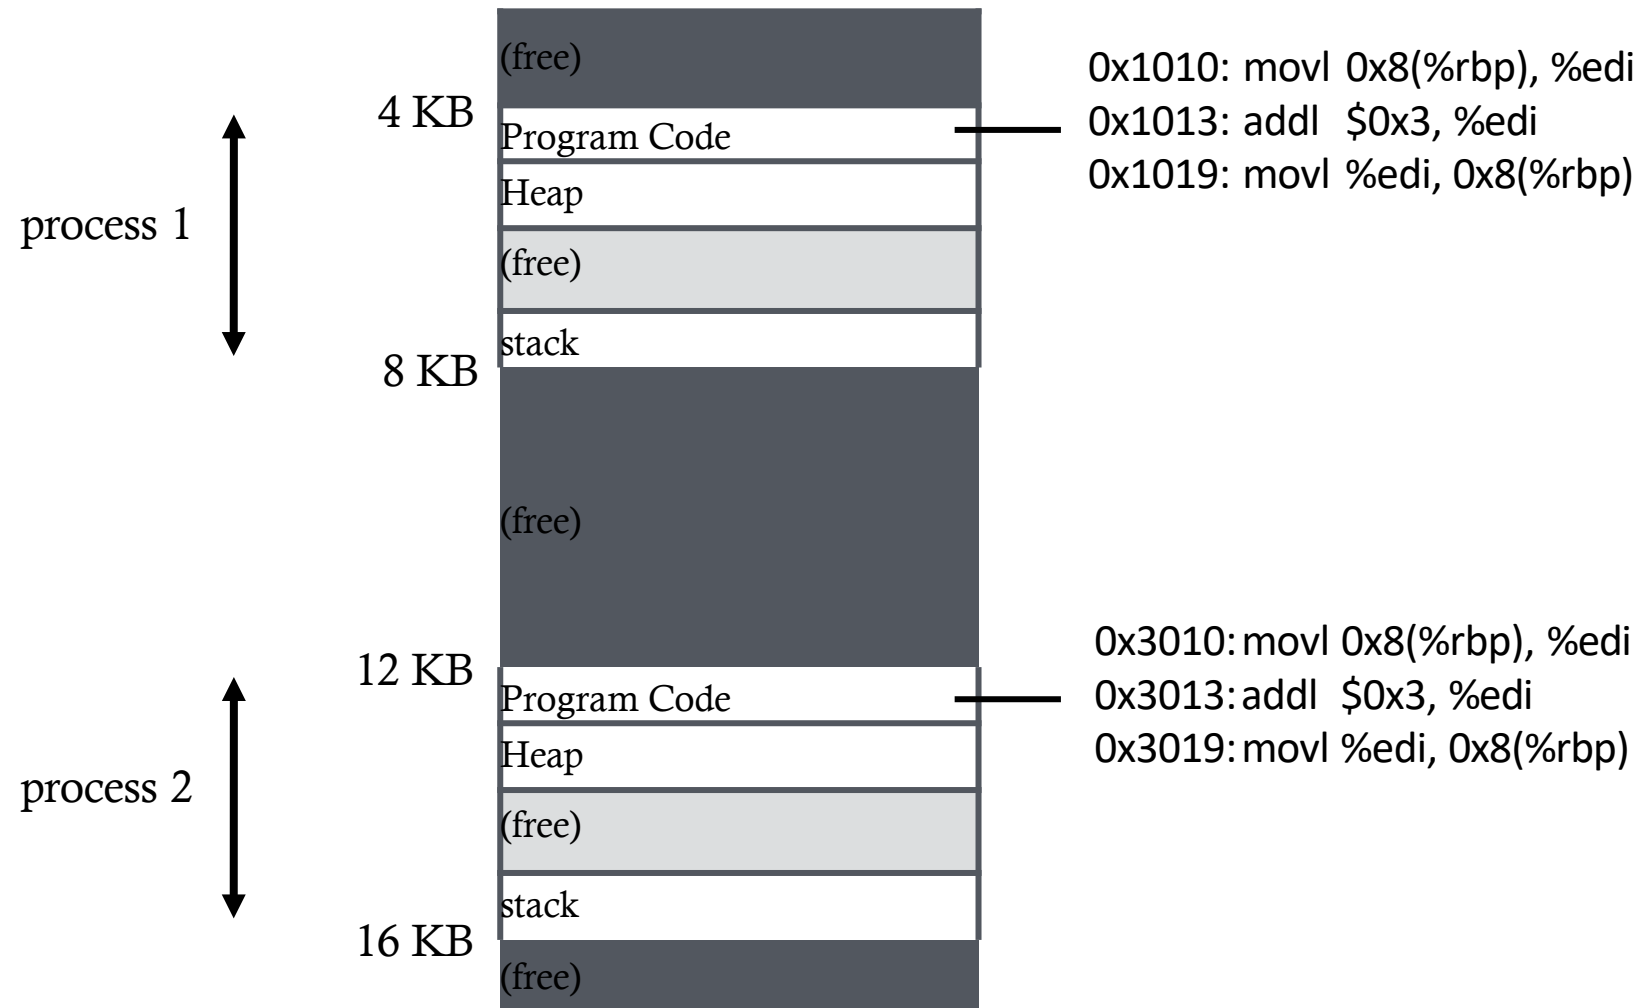 (free)
4 KB
Program Code
0x1010: movl 0x8(%rbp), %edi
0x1013: addl $0x3, %edi
0x1019: movl %edi, 0x8(%rbp)
Heap
process 1
(free)
stack
8 KB
(free)
12 KB
Program Code
0x3010: movl 0x8(%rbp), %edi
0x3013: addl $0x3, %edi
0x3019: movl %edi, 0x8(%rbp)
Heap
process 2
(free)
stack
16 KB
(free)